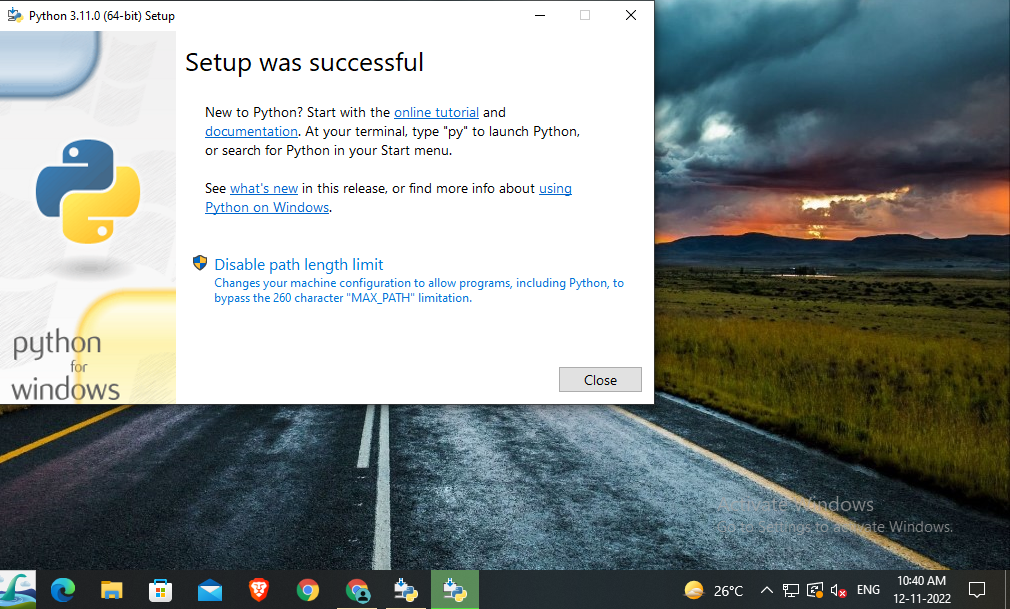 Python 3.11.0 (64-bit) Setup
Setup was successful
New to Python? Start with the online tutorial and
documentation. At your terminal, type "py" to launch Python,
or search for Python in your Start menu.
See what's new in this release, or find more info about using
Python on Windows.
Disable path length limit
Changes your machine configuration to allow programs, including Python, to
bypass the 260 character "MAX_PATH" limitation.
python
for
windows
Close
Activate Windows
Go to Settings to activate Windows.
26°C
ENG
10:40 AM
12-11-2022